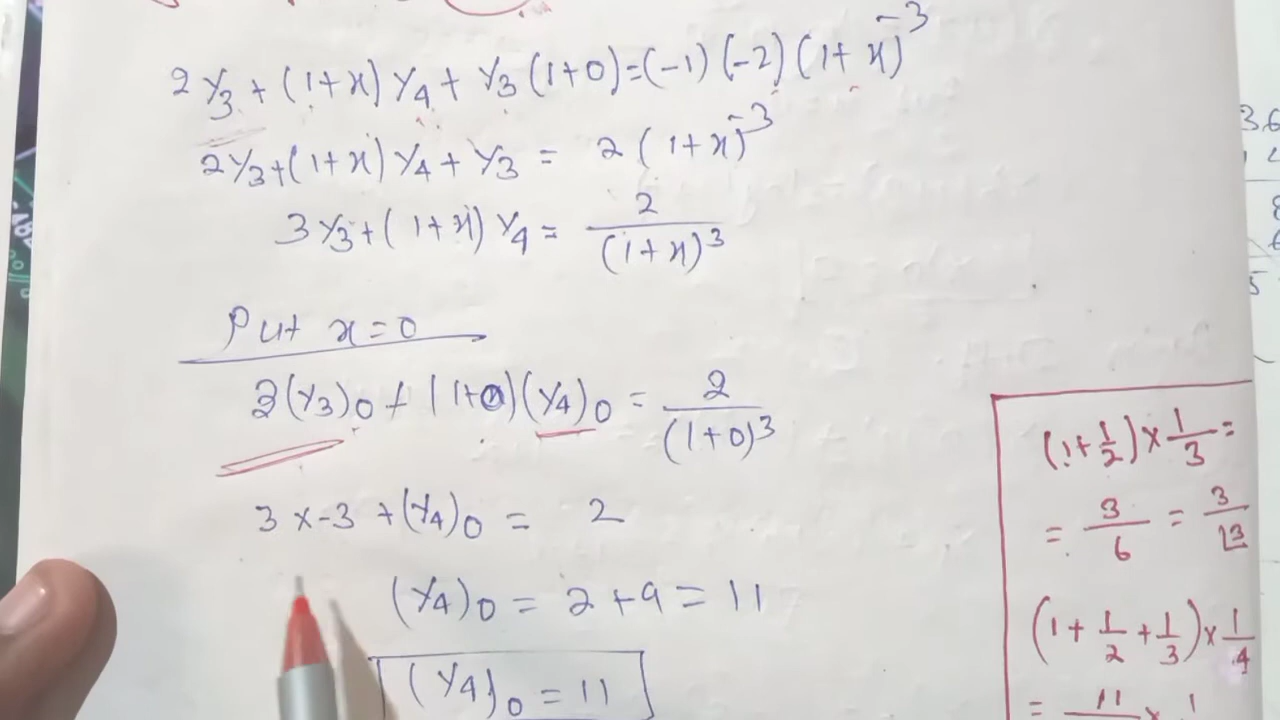 2y₃ + (1+x) y₄ + y₃ (1+0) = (-1) (-2) (1+x)⁻³
2y₃ + (1+x) y₄ + y₃ = 2 (1+x)⁻³
3y₃ + (1+x) y₄ = 2/(1+x)³
Put x=0
3(y₃)₀ + (1+0)(y₄)₀ = 2/(1+0)³
3 x -3 + (y₄)₀ = 2
(y₄)₀ = 2+9 = 11
(y₄)₀ = 11
(1+1/2) x 1/3 =
= 3/6 = 3/
(1+1/2+1/3) x 1/4
= 11